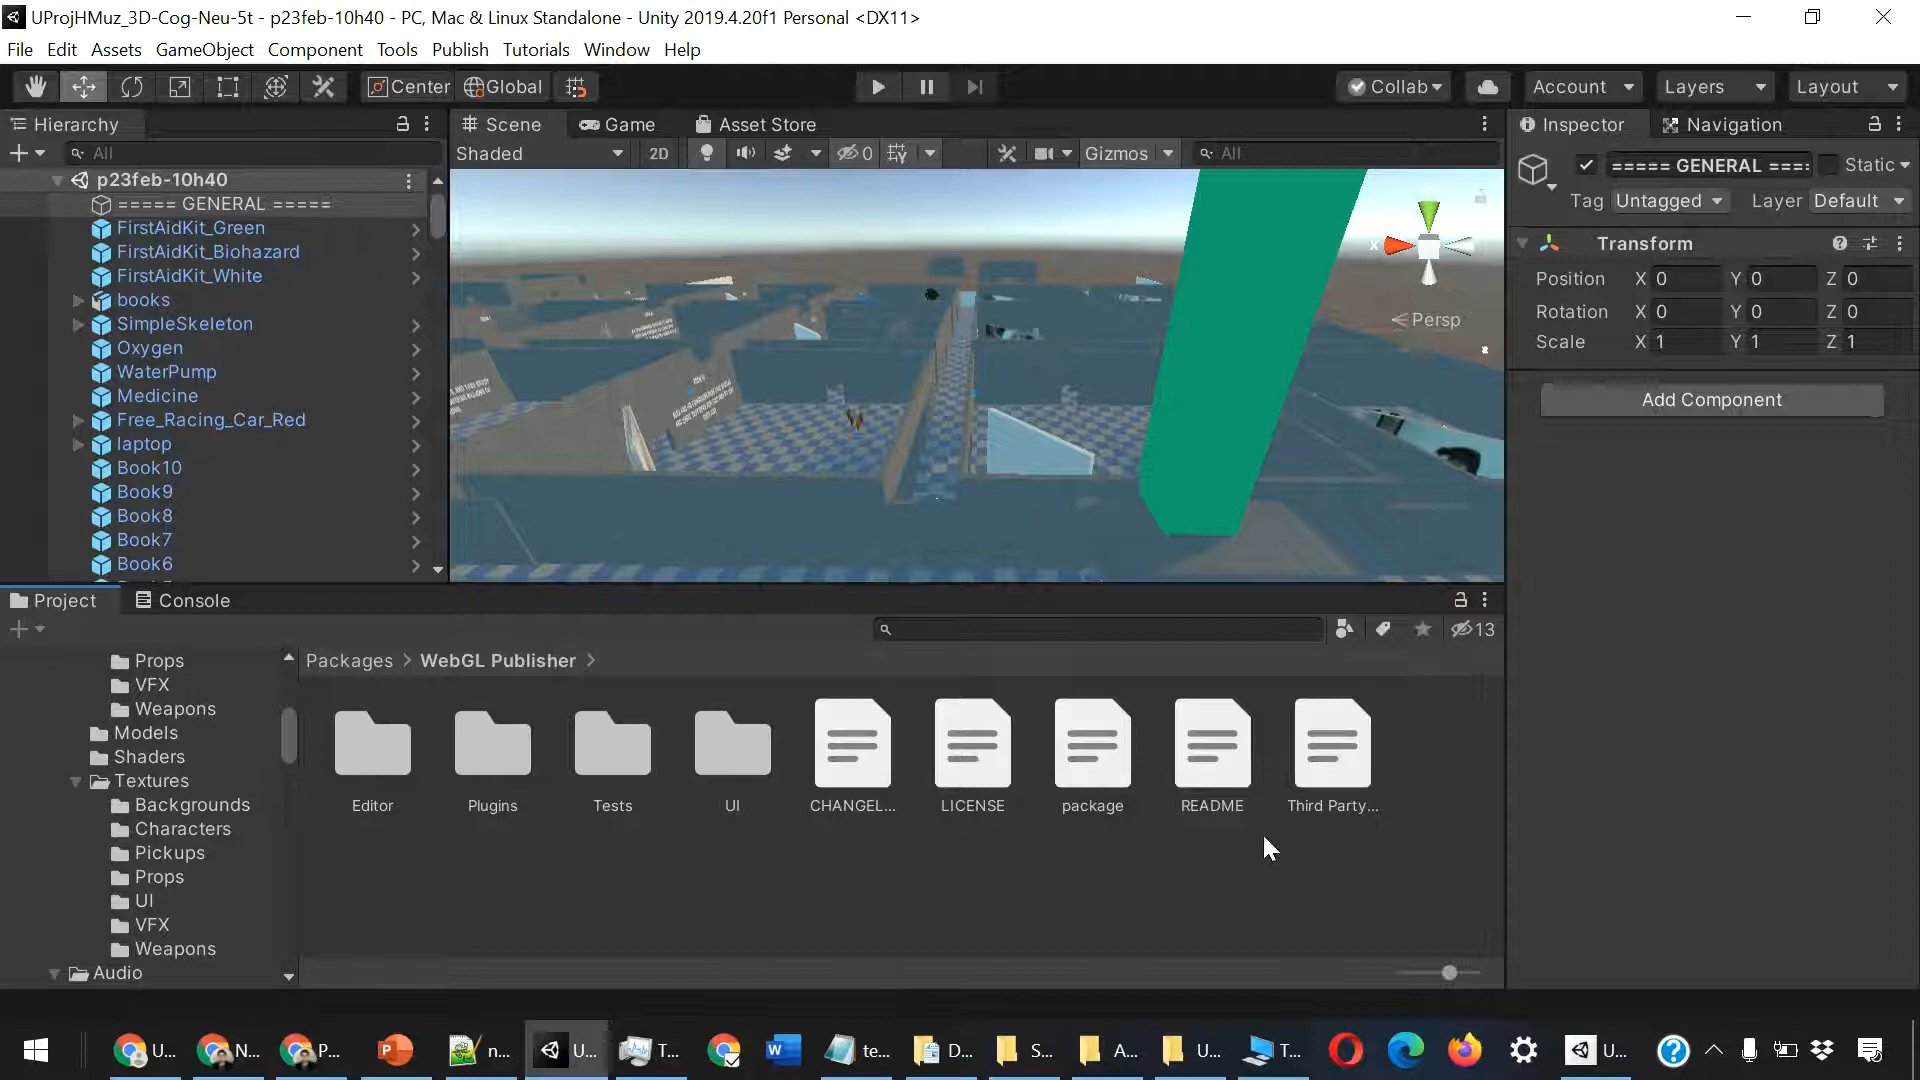 UProjHMuz_3D-Cog-Neu-5t - p23feb-10h40 - PC, Mac & Linux Standalone - Unity 2019.4.20f1 Personal <DX11>
File Edit Assets GameObject Component Tools Publish Tutorials Window Help
Center Global Collab Account Layers Layout
Hierarchy
Scene Game Asset Store
Inspector Navigation
All
Shaded 2D 0 Gizmos All
p23feb-10h40
===== GENERAL =====
FirstAidKit_Green
FirstAidKit_Biohazard
FirstAidKit_White
books
SimpleSkeleton
Oxygen
WaterPump
Medicine
Free_Racing_Car_Red
laptop
Book10
Book9
Book8
Book7
Book6
X
Persp
===== GENERAL ==== Static
Tag Untagged Layer Default
Transform
Position X 0 Y 0 Z 0
Rotation X 0 Y 0 Z 0
Scale X 1 Y 1 Z 1
Add Component
Project Console
13
Props
VFX
Weapons
Models
Shaders
Textures
Backgrounds
Characters
Pickups
Props
UI
VFX
Weapons
Audio
Packages > WebGL Publisher >
Editor Plugins Tests UI CHANGEL... LICENSE package README Third Party...
U... N... P... n... U... T... te... D... S... A... U... T... U...